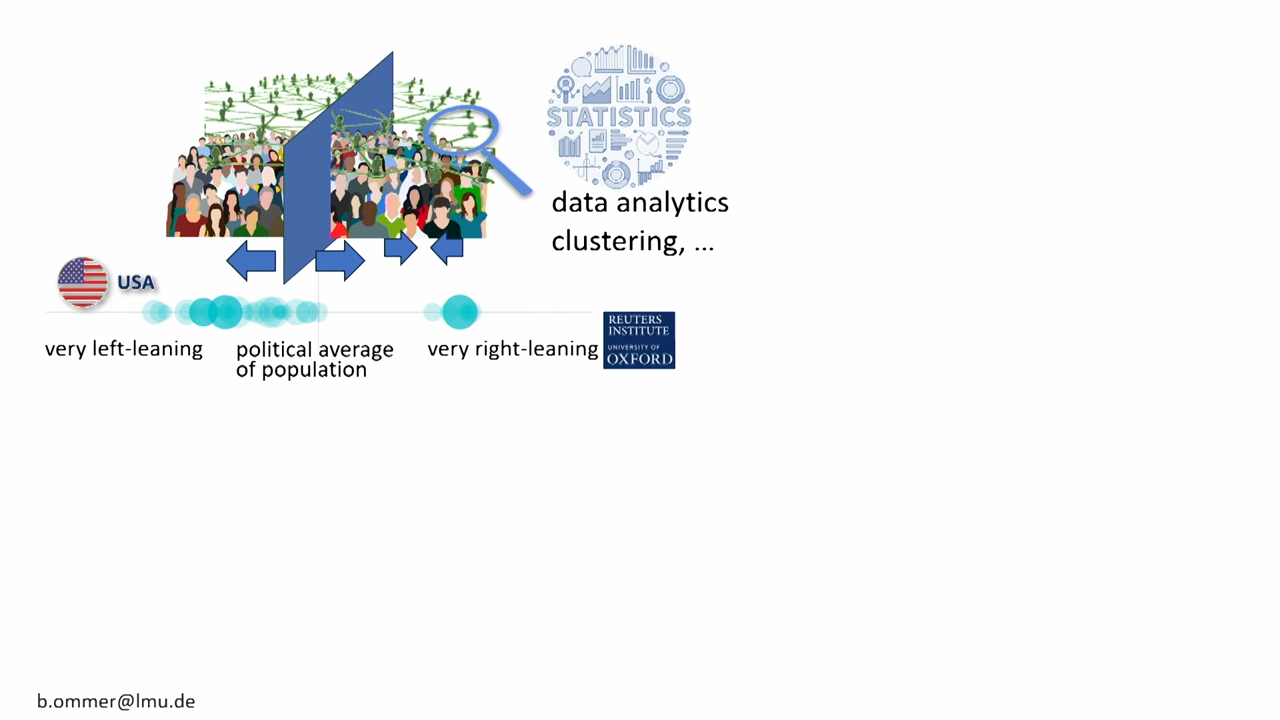 STATISTICS
data analytics
clustering, ...
USA
very left-leaning
political average
of population
very right-leaning
REUTERS
INSTITUTE
UNIVERSITY OF
OXFORD
b.ommer@lmu.de